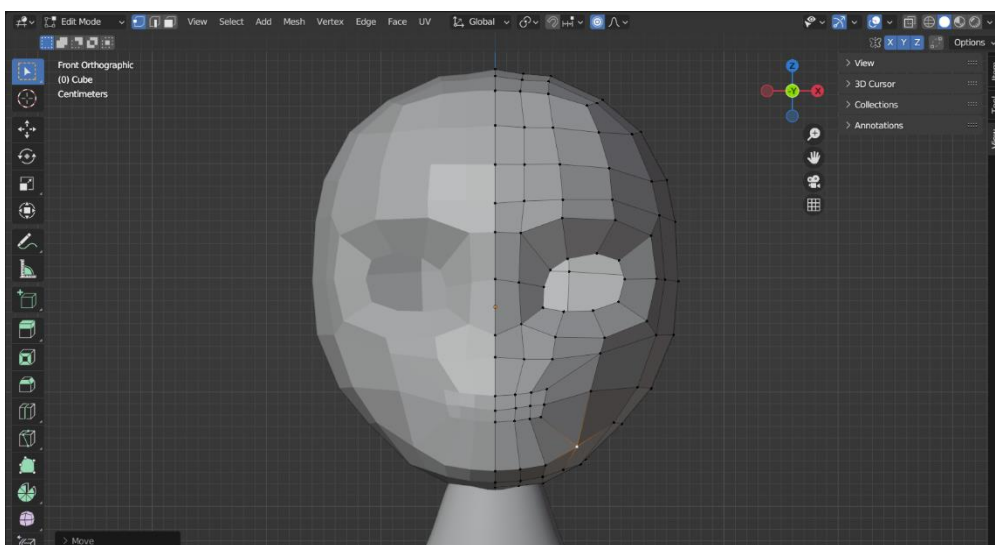 Edit Mode View Select Add Mesh Vertex Edge Face UV Global
X Y Z Options
Front Orthographic
(0) Cube
Centimeters
Z
-Y X
View
3D Cursor
Collections
Annotations
View
Move